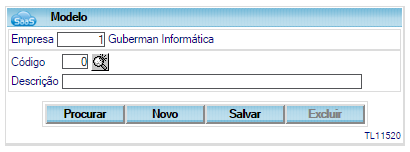 SaaS Modelo
Empresa 1 Guberman Informática
Código 0
Descrição
Procurar Novo Salvar Excluir
TL11520